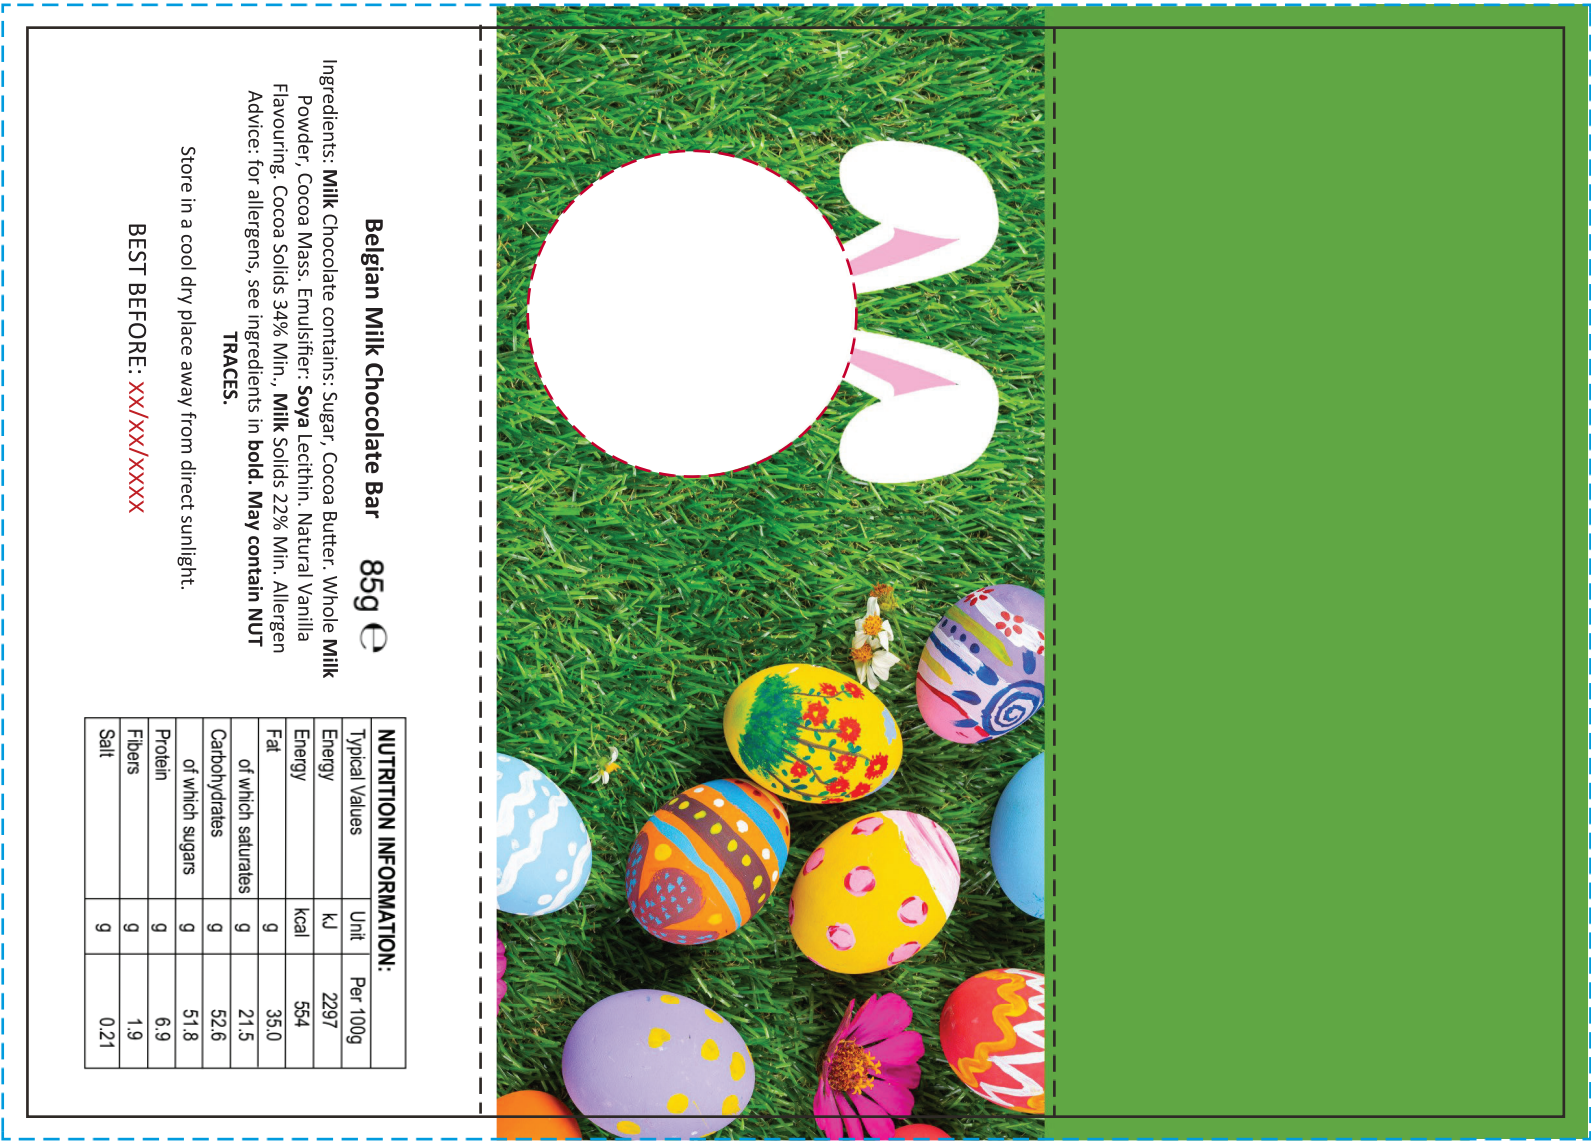 Belgian Milk Chocolate Bar 85g ℮
Ingredients: Milk Chocolate contains: Sugar, Cocoa Butter. Whole Milk
Powder, Cocoa Mass. Emulsifier: Soya Lecithin. Natural Vanilla
Flavouring. Cocoa Solids 34% Min., Milk Solids 22% Min. Allergen
Advice: for allergens, see ingredients in bold. May contain NUT
TRACES.
Store in a cool dry place away from direct sunlight.
BEST BEFORE: XX/XX/XXXX
NUTRITION INFORMATION:
Typical Values Unit Per 100g
Energy kJ 2297
Energy kcal 554
Fat g 35.0
of which saturates g 21.5
Carbohydrates g 52.6
of which sugars g 51.8
Protein g 6.9
Fibers g 1.9
Salt g 0.21